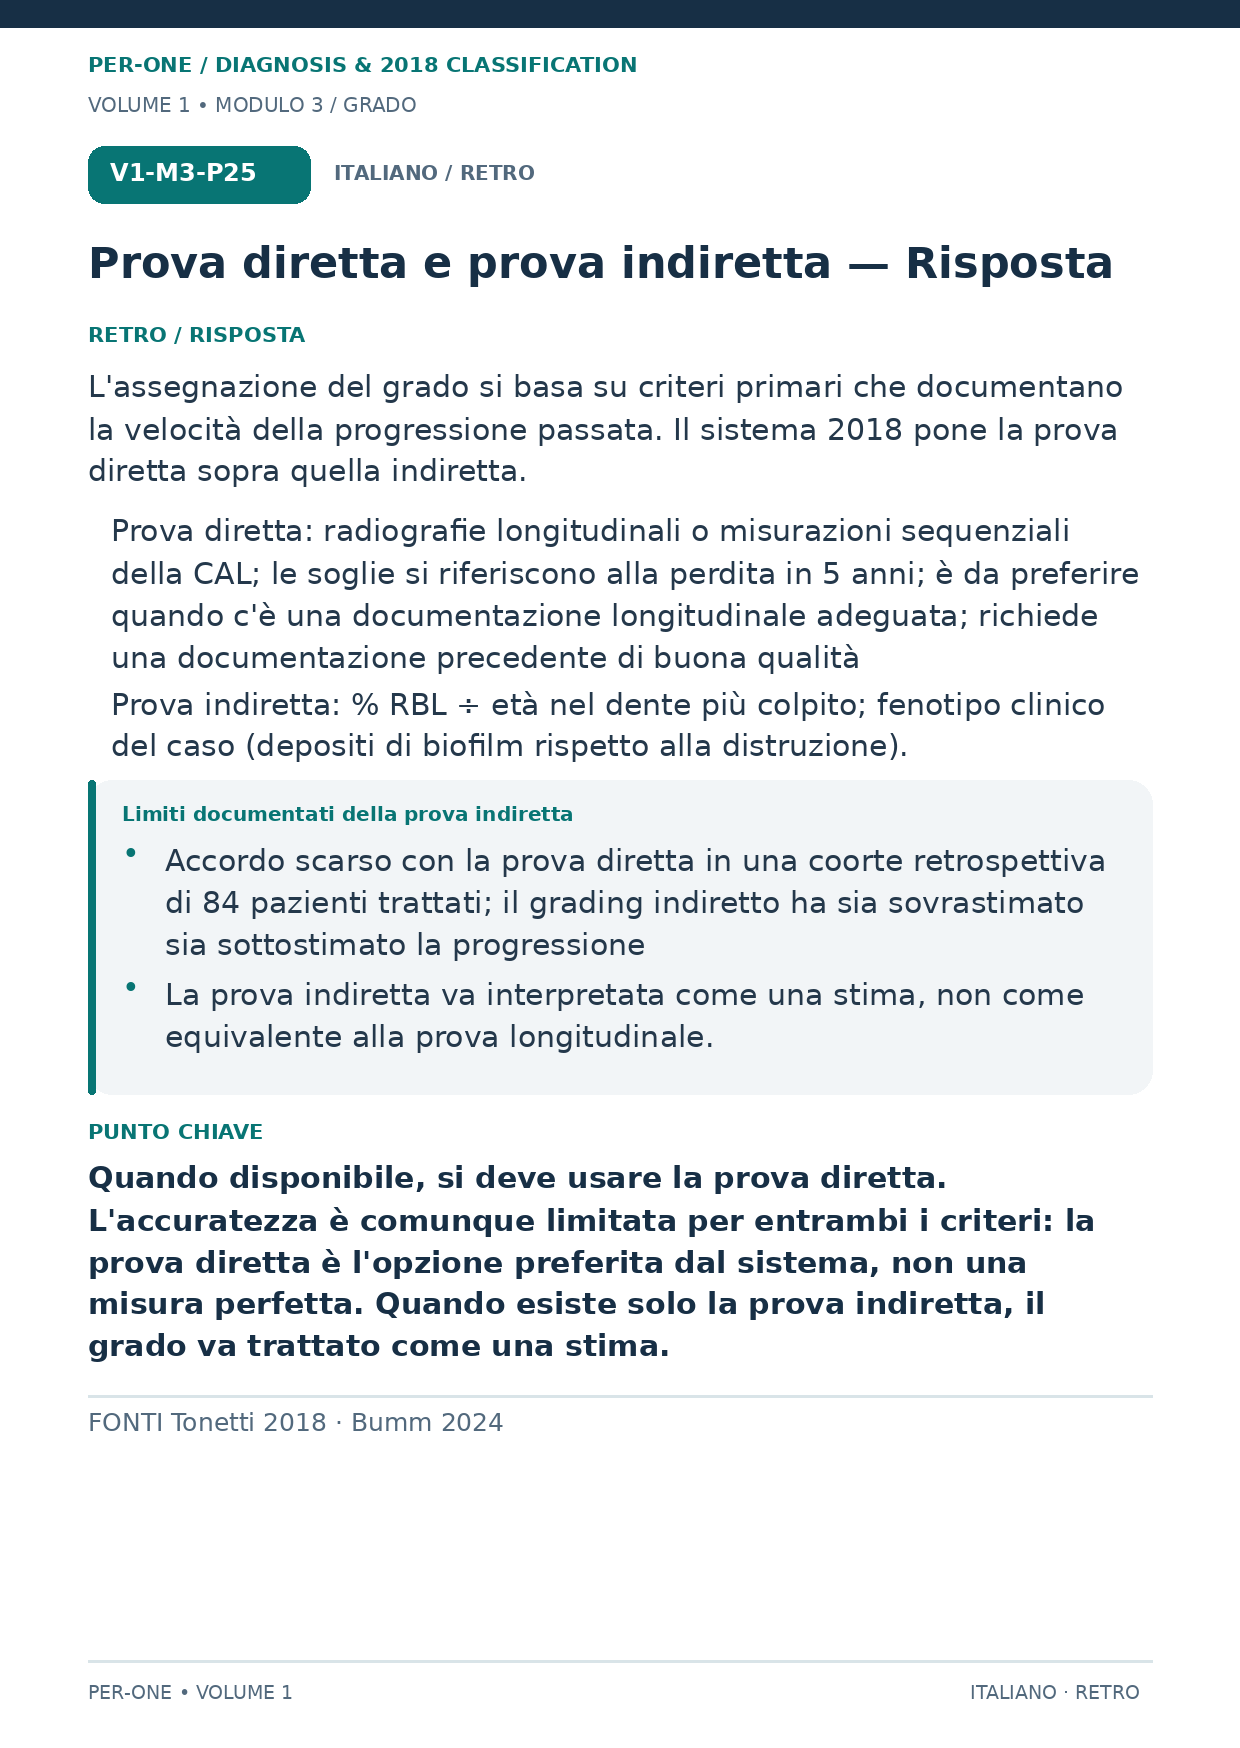 PER-ONE / DIAGNOSIS & 2018 CLASSIFICATION
VOLUME 1 • MODULO 3 / GRADO
V1-M3-P25
ITALIANO / RETRO
Prova diretta e prova indiretta — Risposta
RETRO / RISPOSTA
L'assegnazione del grado si basa su criteri primari che documentano
la velocità della progressione passata. Il sistema 2018 pone la prova
diretta sopra quella indiretta.
Prova diretta: radiografie longitudinali o misurazioni sequenziali
della CAL; le soglie si riferiscono alla perdita in 5 anni; è da preferire
quando c'è una documentazione longitudinale adeguata; richiede
una documentazione precedente di buona qualità
Prova indiretta: % RBL ÷ età nel dente più colpito; fenotipo clinico
del caso (depositi di biofilm rispetto alla distruzione).
Limiti documentati della prova indiretta
• Accordo scarso con la prova diretta in una coorte retrospettiva
di 84 pazienti trattati; il grading indiretto ha sia sovrastimato
sia sottostimato la progressione
• La prova indiretta va interpretata come una stima, non come
equivalente alla prova longitudinale.
PUNTO CHIAVE
Quando disponibile, si deve usare la prova diretta.
L'accuratezza è comunque limitata per entrambi i criteri: la
prova diretta è l'opzione preferita dal sistema, non una
misura perfetta. Quando esiste solo la prova indiretta, il
grado va trattato come una stima.
FONTI Tonetti 2018 · Bumm 2024
PER-ONE • VOLUME 1
ITALIANO · RETRO